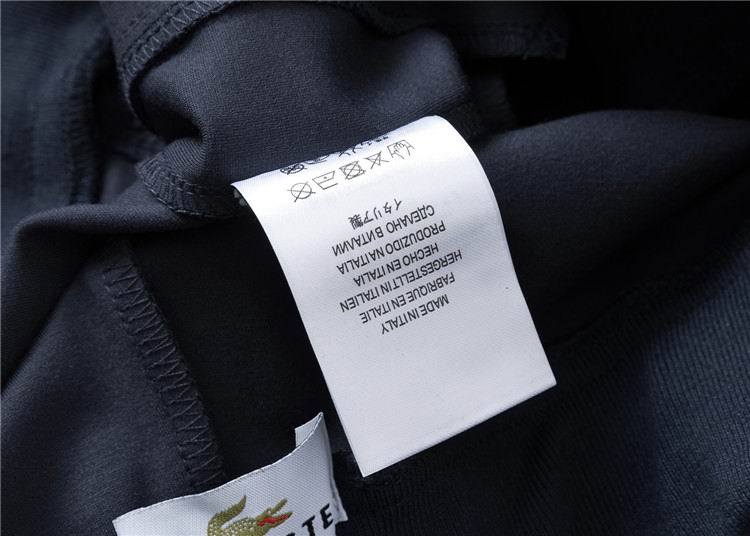 MADE IN ITALY
FABRIQUE EN ITALIE
HERGESTELLT IN ITALIEN
HECHO EN ITALIA
PRODUZIDO NA ITALIA
СДЕЛАНО В ИТАЛИИ
イタリア製
STE